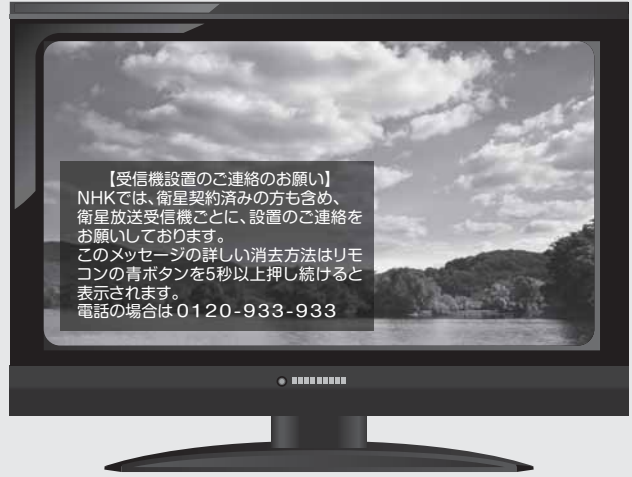 【受信機設置のご連絡のお願い】
NHKでは、衛星契約済みの方も含め、
衛星放送受信機ごとに、設置のご連絡を
お願いしております。
このメッセージの詳しい消去方法はリモ
コンの青ボタンを5秒以上押し続けると
表示されます。
電話の場合は0120-933-933